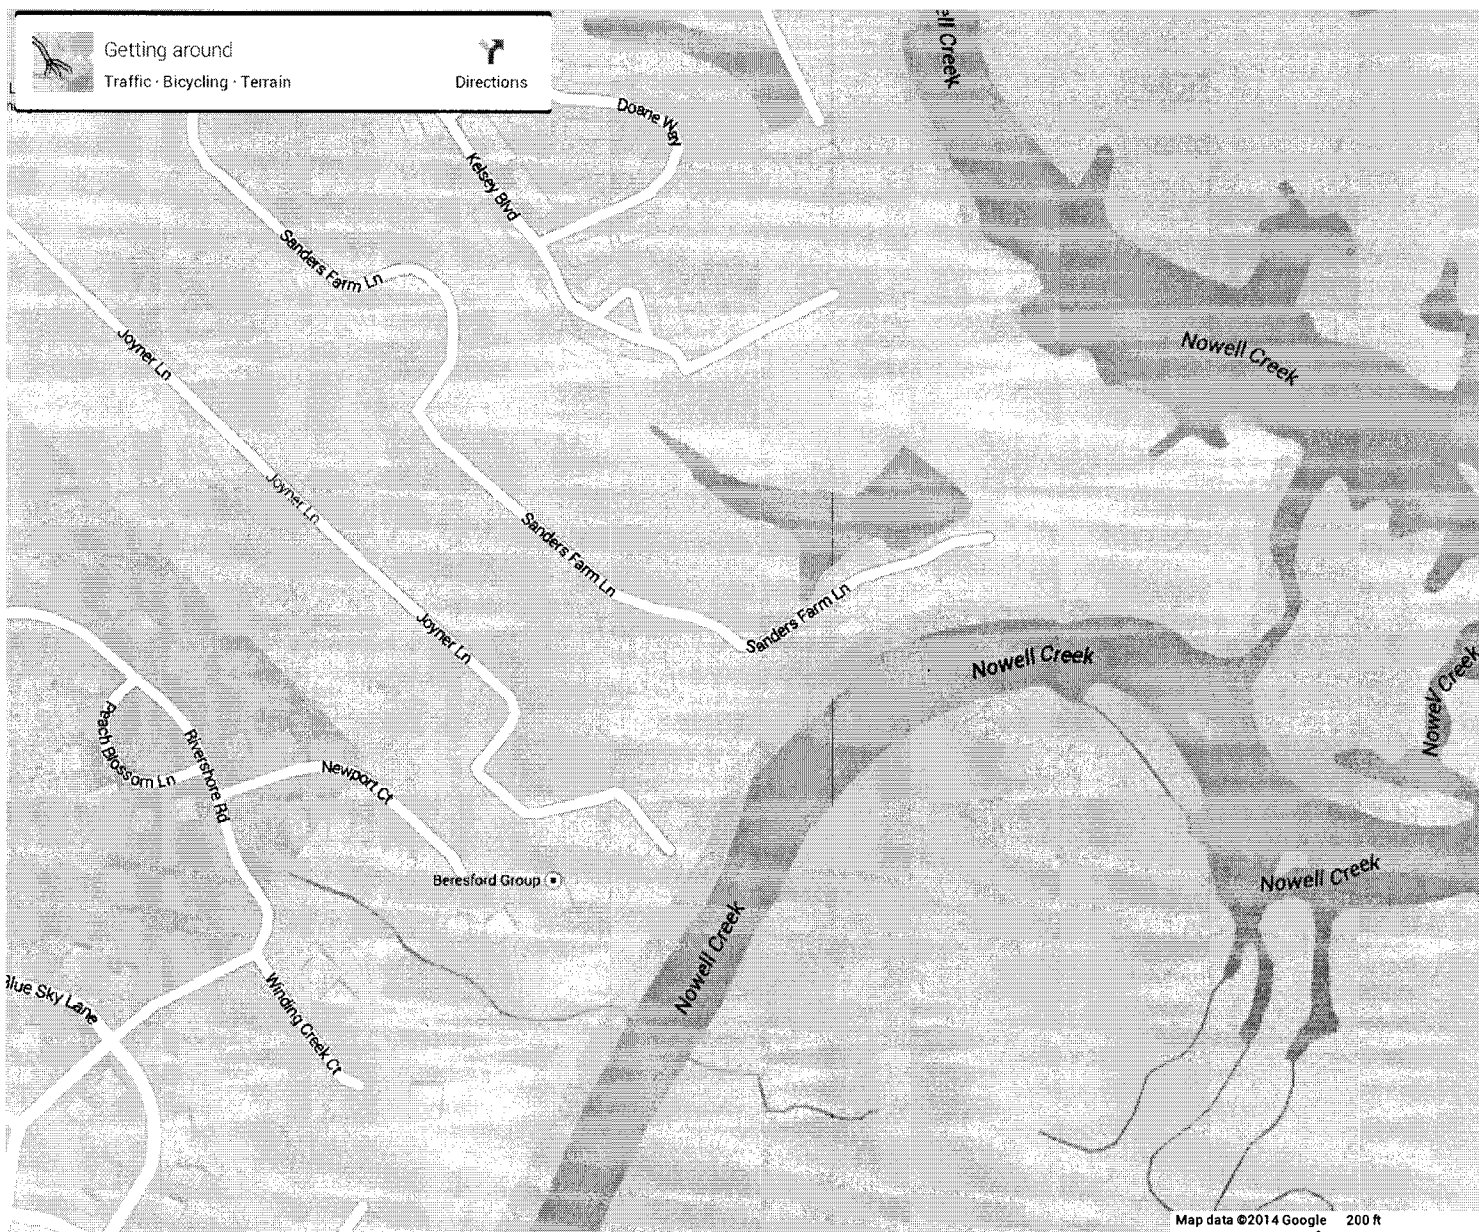 Getting around
Traffic · Bicycling · Terrain
Directions
Doane Way
Kelsey Blvd
Sanders Farm Ln
Joyner Ln
Nowell Creek
Joyner Ln
Sanders Farm Ln
Joyner Ln
Sanders Farm Ln
Nowell Creek
Nowell Creek
Peach Blossom Ln
Rivershore Rd
Newport Ct
Beresford Group
Nowell Creek
Nowell Creek
Blue Sky Lane
Winding Creek Ct
ell Creek
Map data ©2014 Google 200 ft